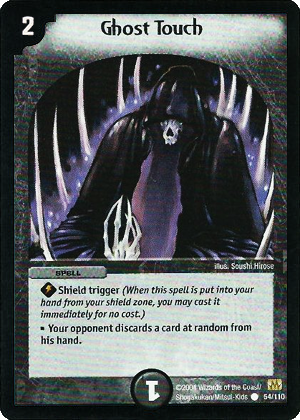 2
Ghost Touch
illus. Soushi Hirose
SPELL
Shield trigger (When this spell is put into your
hand from your shield zone, you may cast it
immediately for no cost.)
▪ Your opponent discards a card at random from
his hand.
1
©2004 Wizards of the Coast/
Shogakukan/Mitsui-Kids
54/110